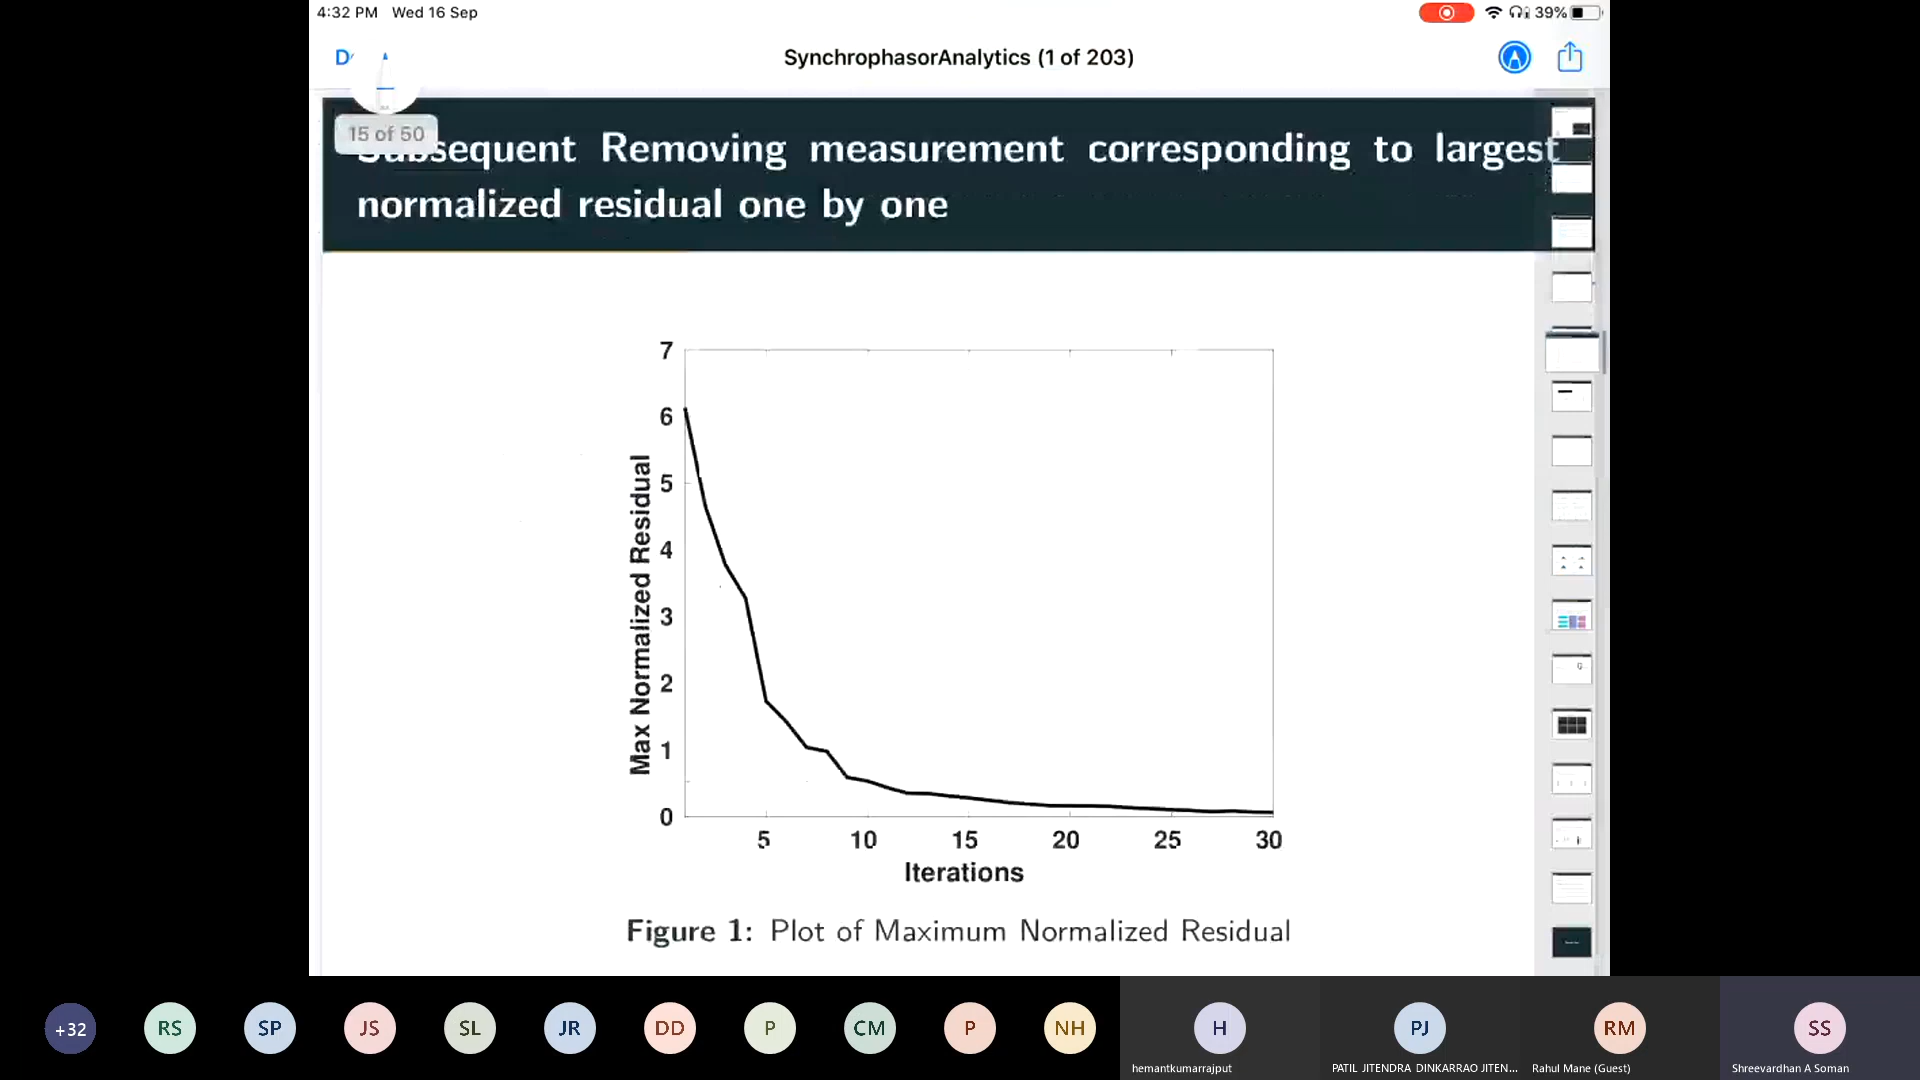 4:32 PM Wed 16 Sep
39%
SynchrophasorAnalytics (1 of 203)
15 of 50
Subsequent Removing measurement corresponding to largest
normalized residual one by one
Max Normalized Residual
7
6
5
4
3
2
1
0
5 10 15 20 25 30
Iterations
Figure 1: Plot of Maximum Normalized Residual
+32 RS SP JS SL JR DD P CM P NH H PJ RM SS
hemantkumarrajput PATIL JITENDRA DINKARRAO JITEN... Rahul Mane (Guest) Shreevardhan A Soman